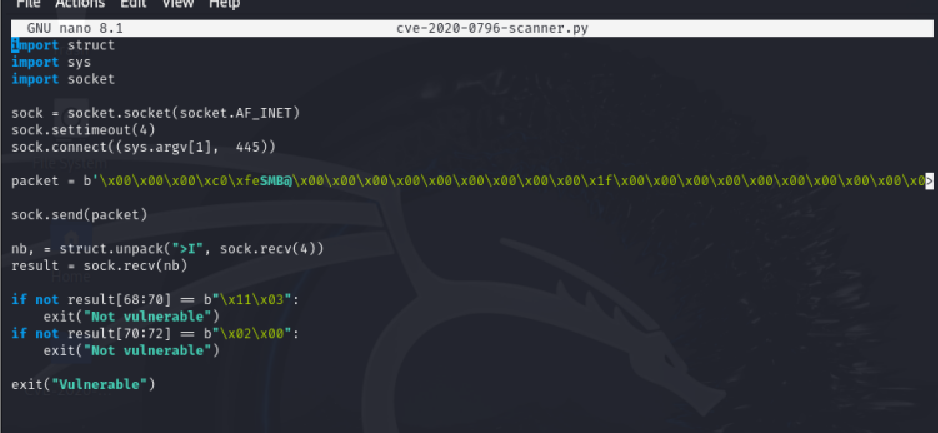 File Actions Edit View Help
GNU nano 8.1 cve-2020-0796-scanner.py
import struct
import sys
import socket
sock = socket.socket(socket.AF_INET)
sock.settimeout(4)
sock.connect((sys.argv[1],  445))
packet = b'\x00\x00\x00\xc0\xfeSMB@\x00\x00\x00\x00\x00\x00\x00\x00\x00\x1f\x00\x00\x00\x00\x00\x00\x00\x00\x00\x0>
sock.send(packet)
nb, = struct.unpack(">I", sock.recv(4))
result = sock.recv(nb)
if not result[68:70] == b"\x11\x03":
    exit("Not vulnerable")
if not result[70:72] == b"\x02\x00":
    exit("Not vulnerable")
exit("Vulnerable")